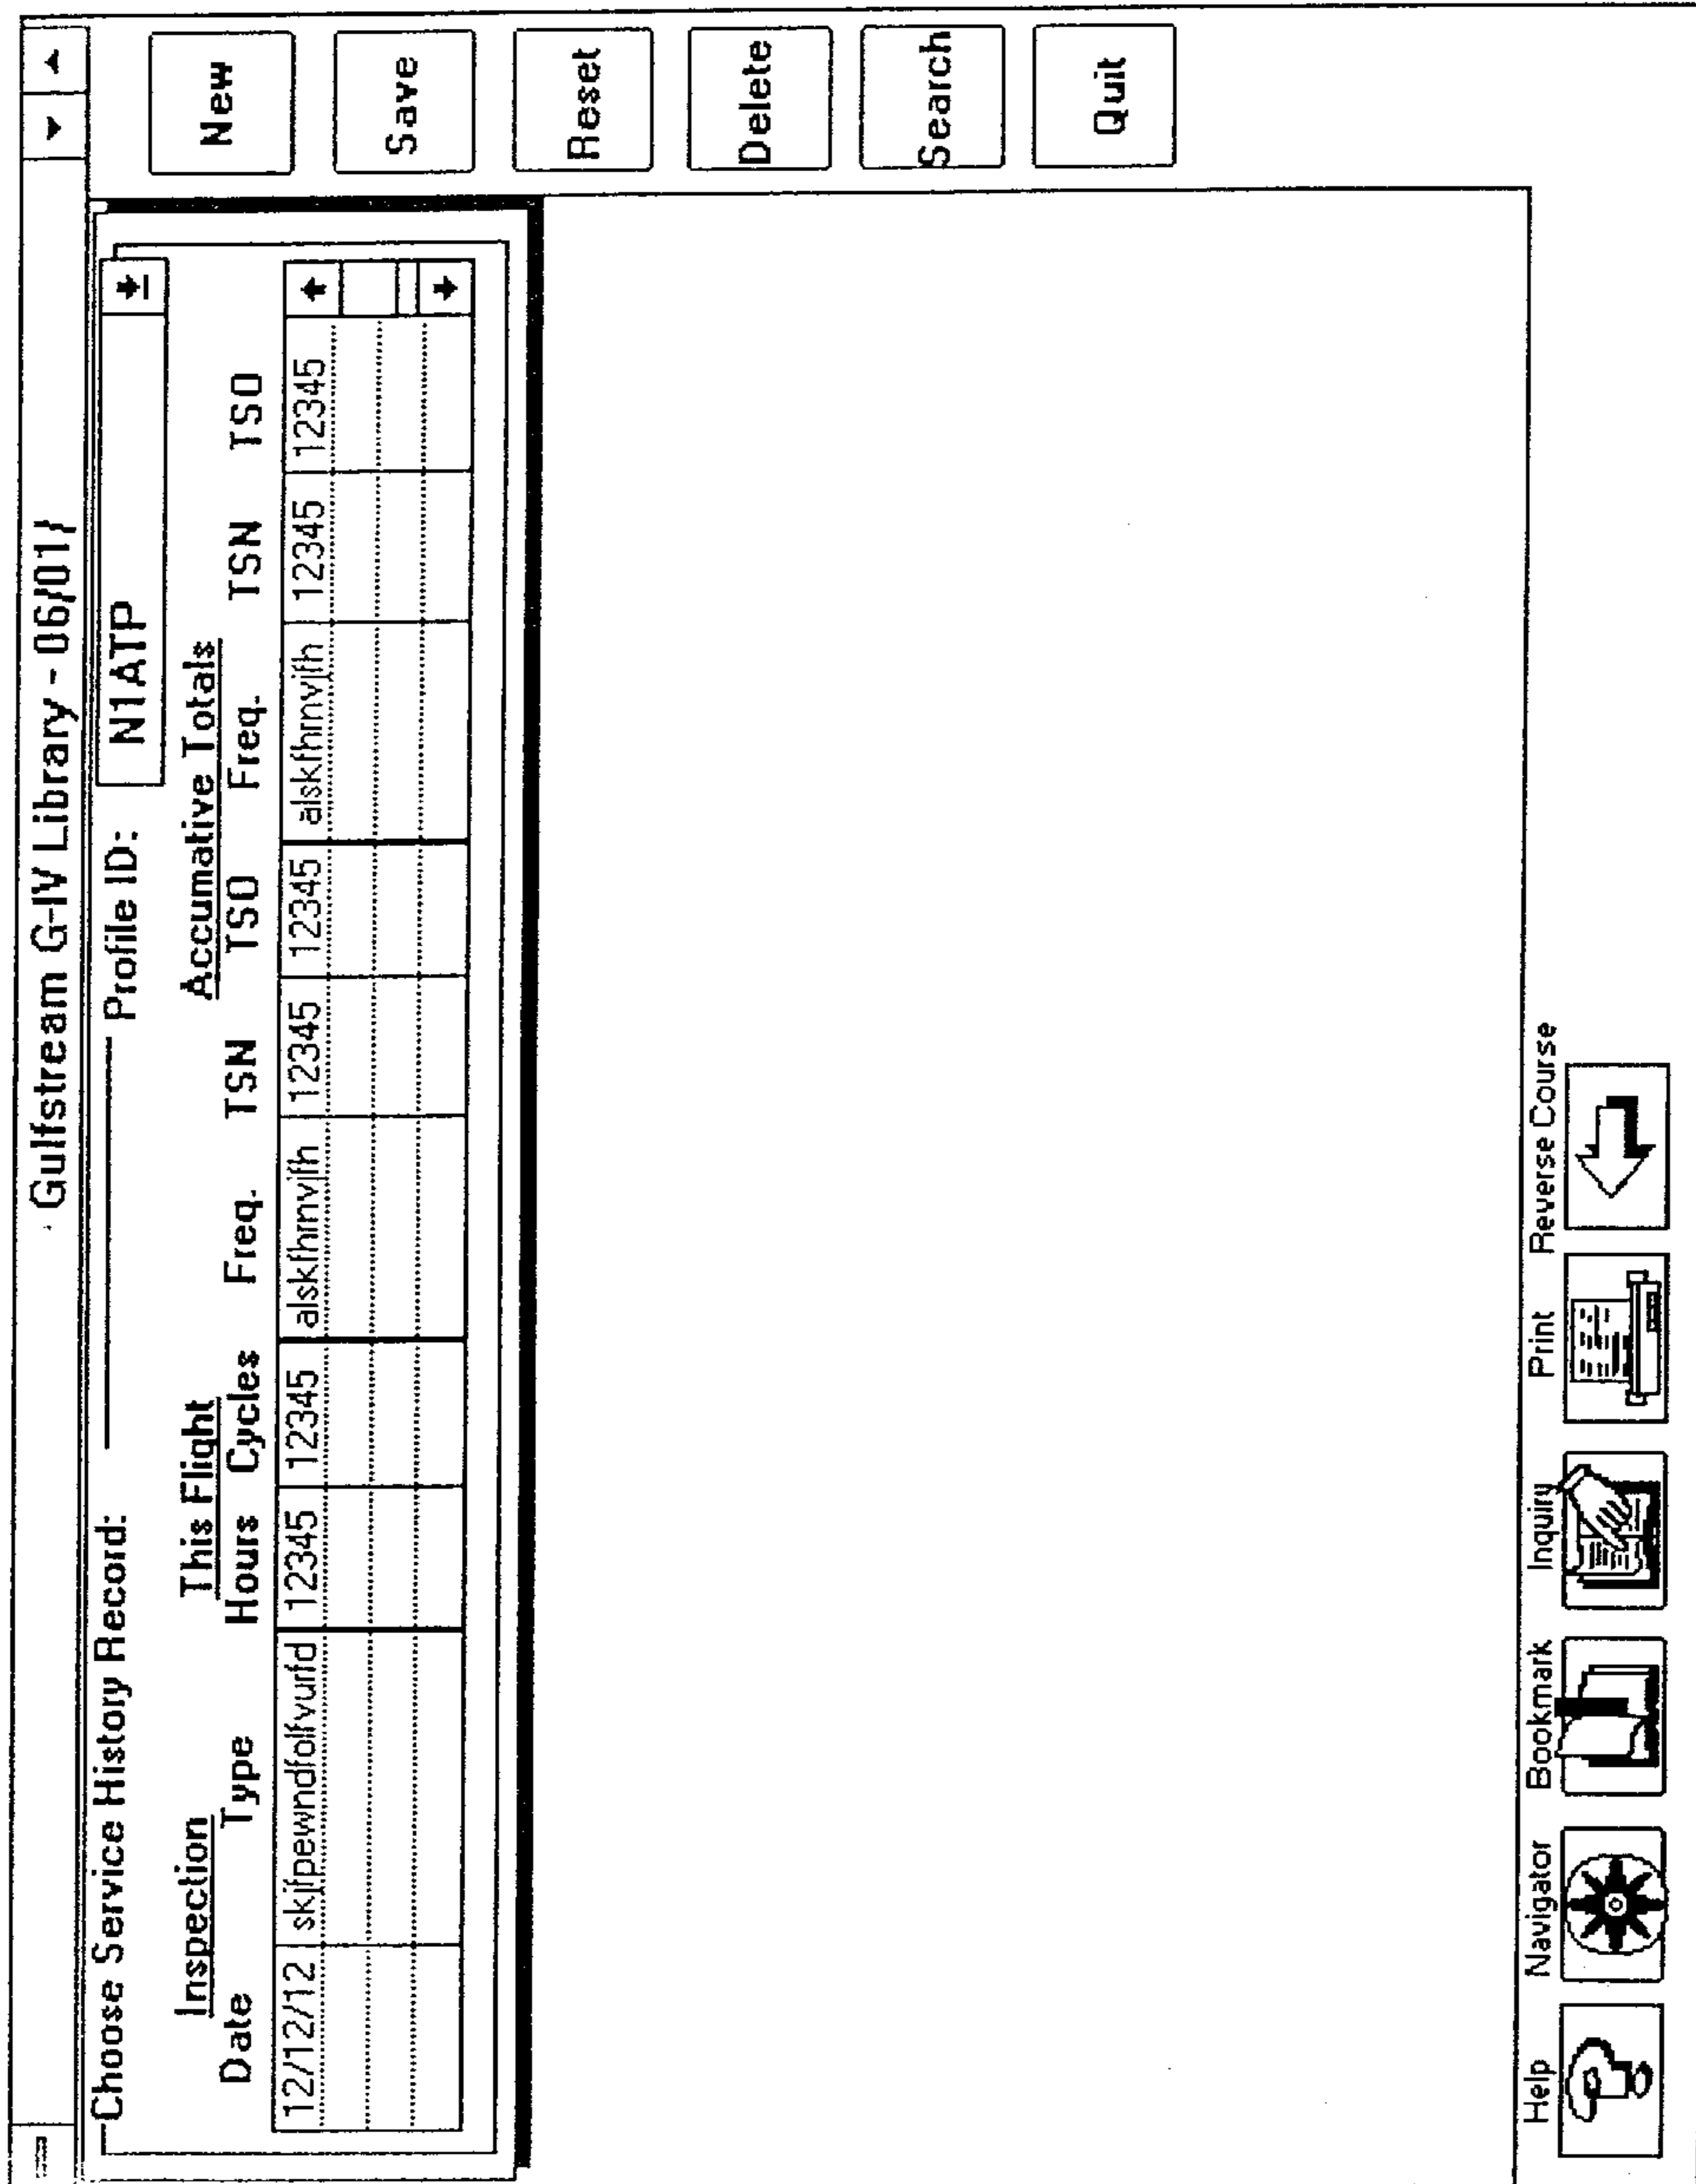 Gulfstream G-IV Library - 06/01/
Choose Service History Record: Profile ID: N1ATP
Inspection This Flight Accumative Totals
Date Type Hours Cycles Freq. TSN TSO Freq. TSN TSO
12/12/12 skjfpewndfolfvurfd 12345 12345 alskfhrnvjfh 12345 12345 alskfhrnvjfh 12345 12345
New
Save
Reset
Delete
Search
Quit
Help Navigator Bookmark Inquiry Print Reverse Course